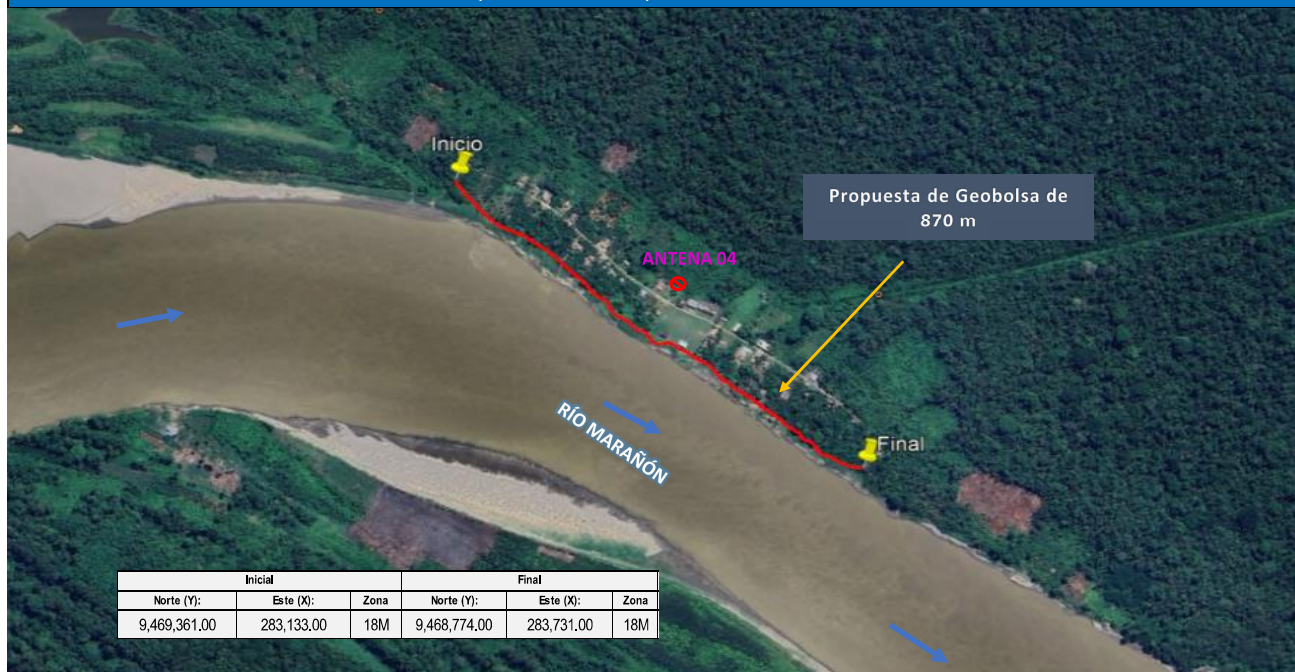 Inicio
Propuesta de Geobolsa de
870 m
ANTENA 04
RÍO MARAÑÓN
Final
Inicial Final
Norte (Y): Este (X): Zona Norte (Y): Este (X): Zona
9,469,361.00 283,133.00 18M 9,468,774.00 283,731.00 18M